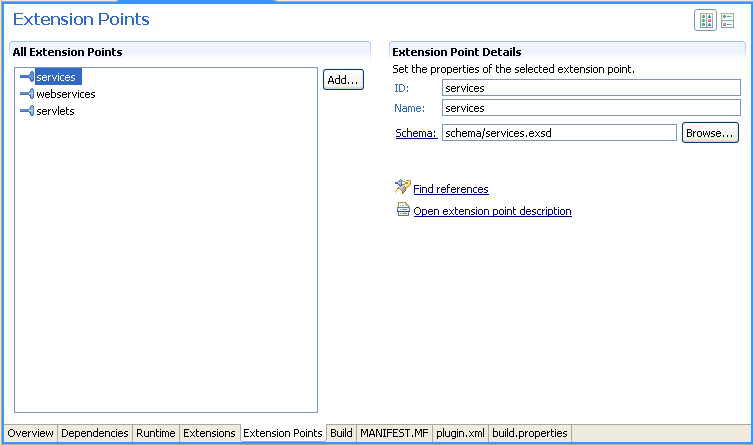 Extension Points
All Extension Points
services
webservices
servlets
Add...
Extension Point Details
Set the properties of the selected extension point.
ID: services
Name: services
Schema: schema/services.exsd Browse...
Find references
Open extension point description
Overview Dependencies Runtime Extensions Extension Points Build MANIFEST.MF plugin.xml build.properties